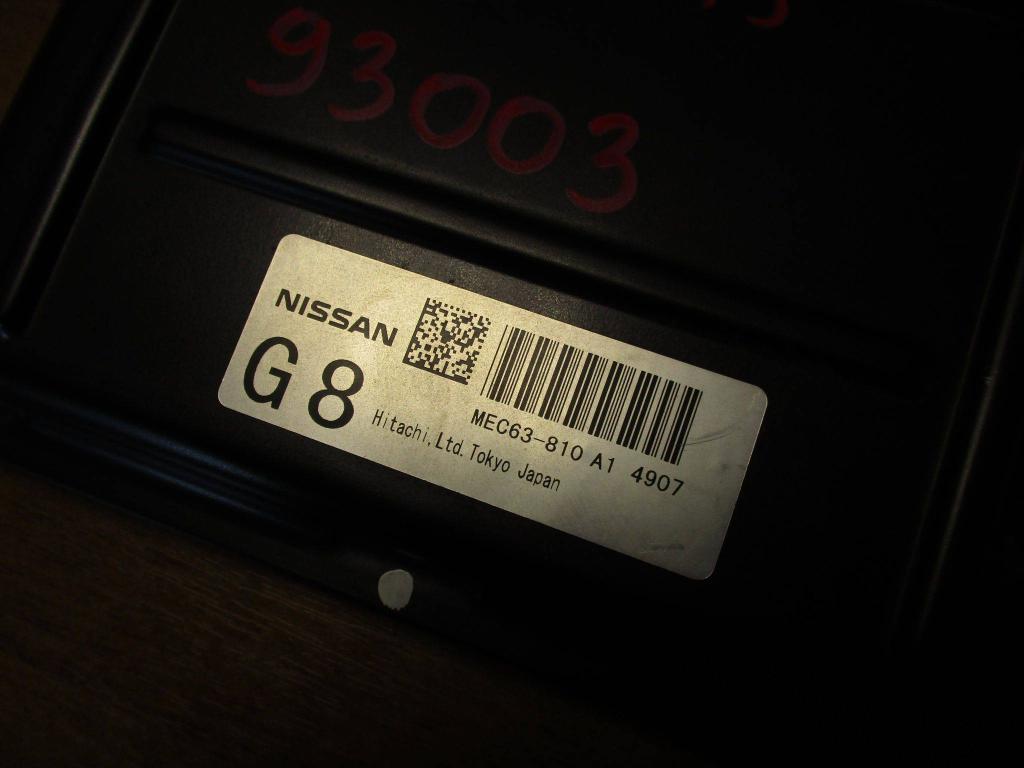 93003
NISSAN
G8
MEC63-810 A1 4907
Hitachi,Ltd.Tokyo Japan